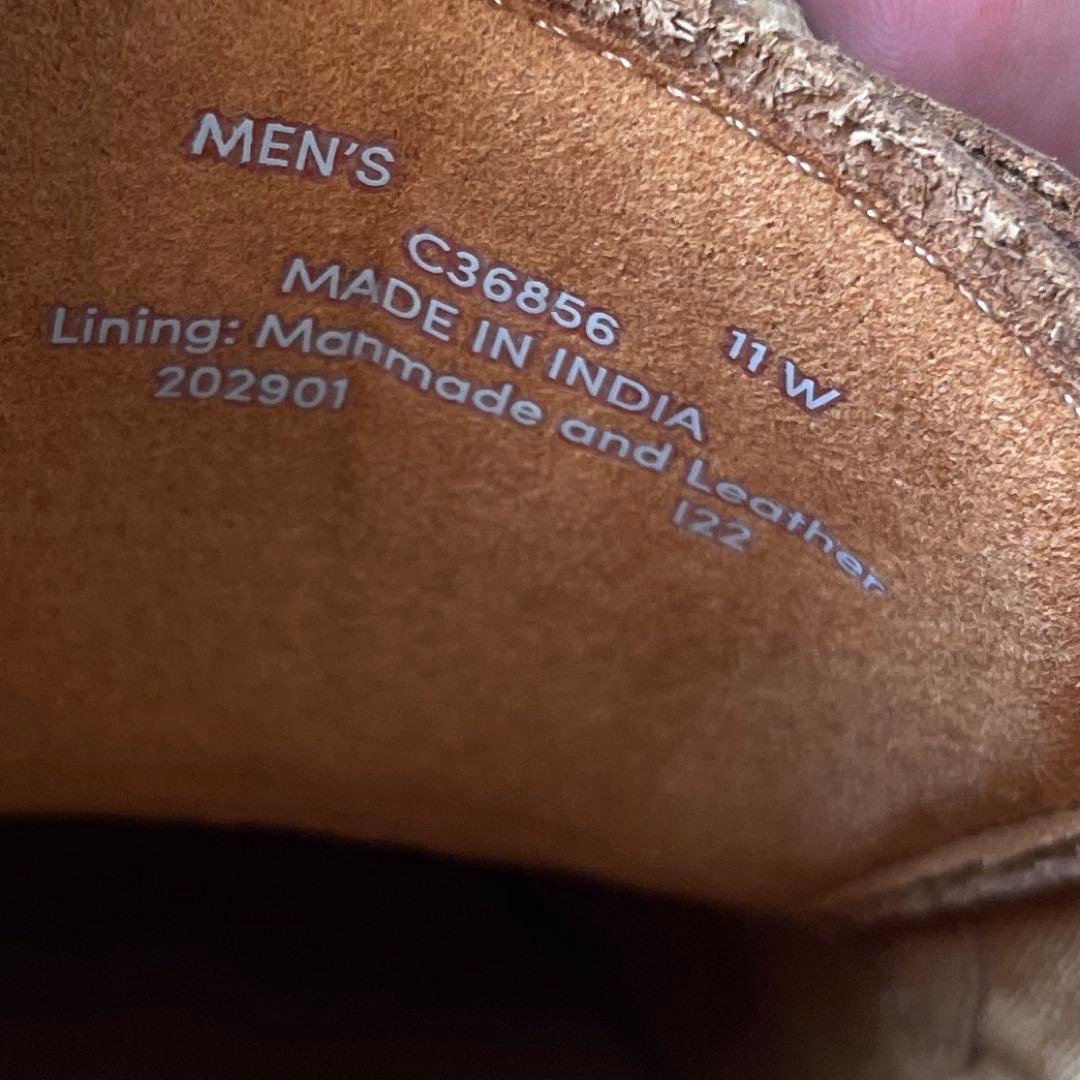 MEN'S
C36856 11 W
MADE IN INDIA
Lining: Manmade and Leather
202901 I22